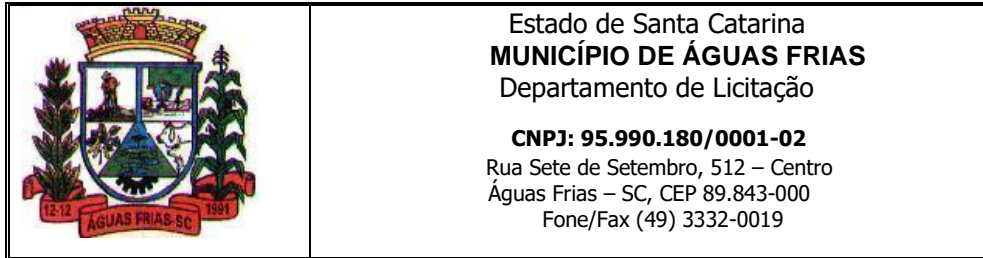 12-12
ÁGUAS FRIAS-SC
1991
Estado de Santa Catarina
MUNICÍPIO DE ÁGUAS FRIAS
Departamento de Licitação
CNPJ: 95.990.180/0001-02
Rua Sete de Setembro, 512 – Centro
Águas Frias – SC, CEP 89.843-000
Fone/Fax (49) 3332-0019